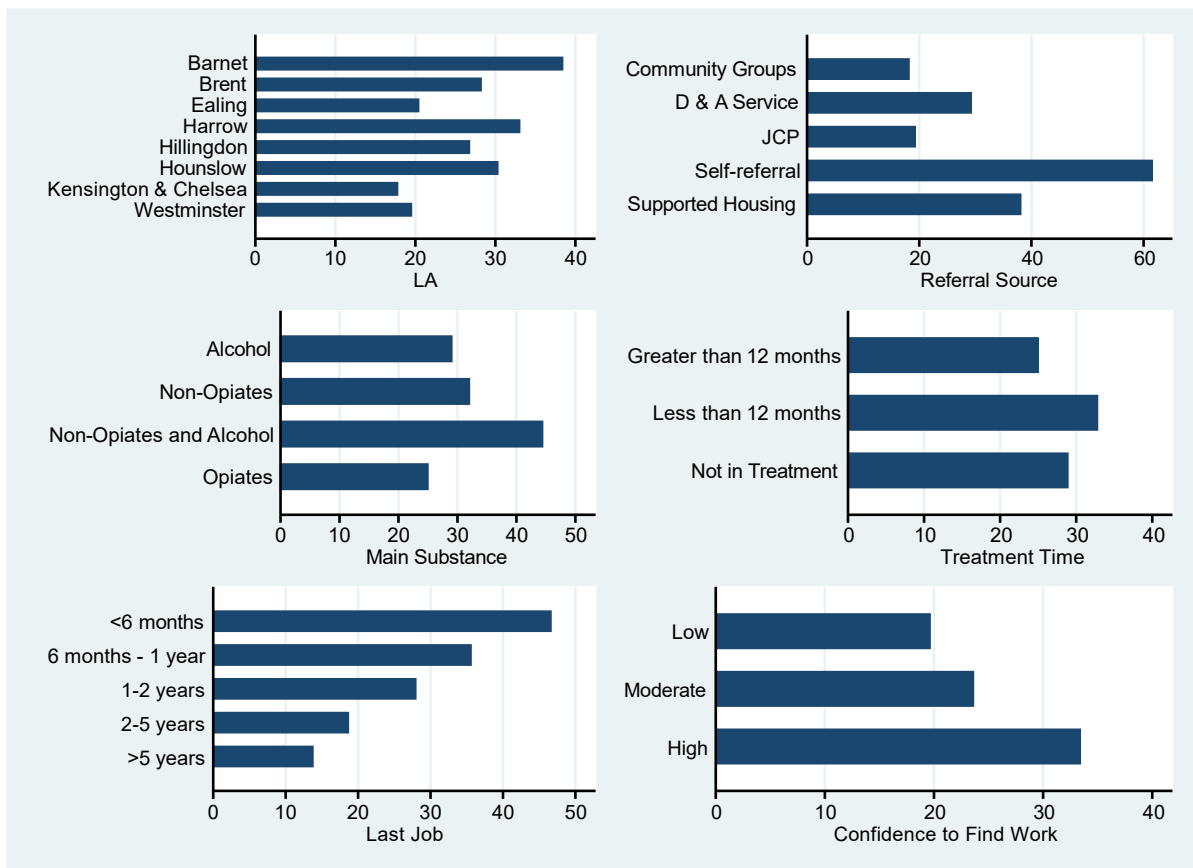 Barnet
Brent
Ealing
Harrow
Hillingdon
Hounslow
Kensington & Chelsea
Westminster
0 10 20 30 40
LA
Community Groups
D & A Service
JCP
Self-referral
Supported Housing
0 20 40 60
Referral Source
Alcohol
Non-Opiates
Non-Opiates and Alcohol
Opiates
0 10 20 30 40 50
Main Substance
Greater than 12 months
Less than 12 months
Not in Treatment
0 10 20 30 40
Treatment Time
<6 months
6 months - 1 year
1-2 years
2-5 years
>5 years
0 10 20 30 40 50
Last Job
Low
Moderate
High
0 10 20 30 40
Confidence to Find Work